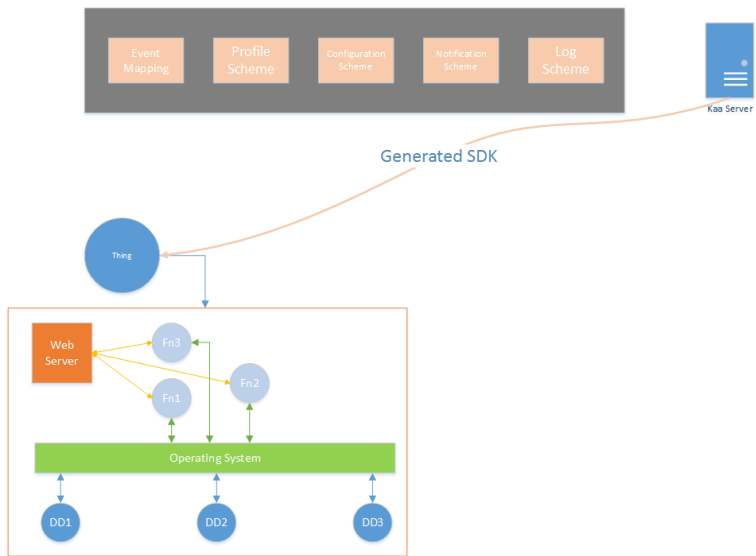 Event
Mapping
Profile
Scheme
Configuration
Scheme
Notification
Scheme
Log
Scheme
Kaa Server
Generated SDK
Thing
Web
Server
Fn3
Fn2
Fn1
Operating System
DD1
DD2
DD3